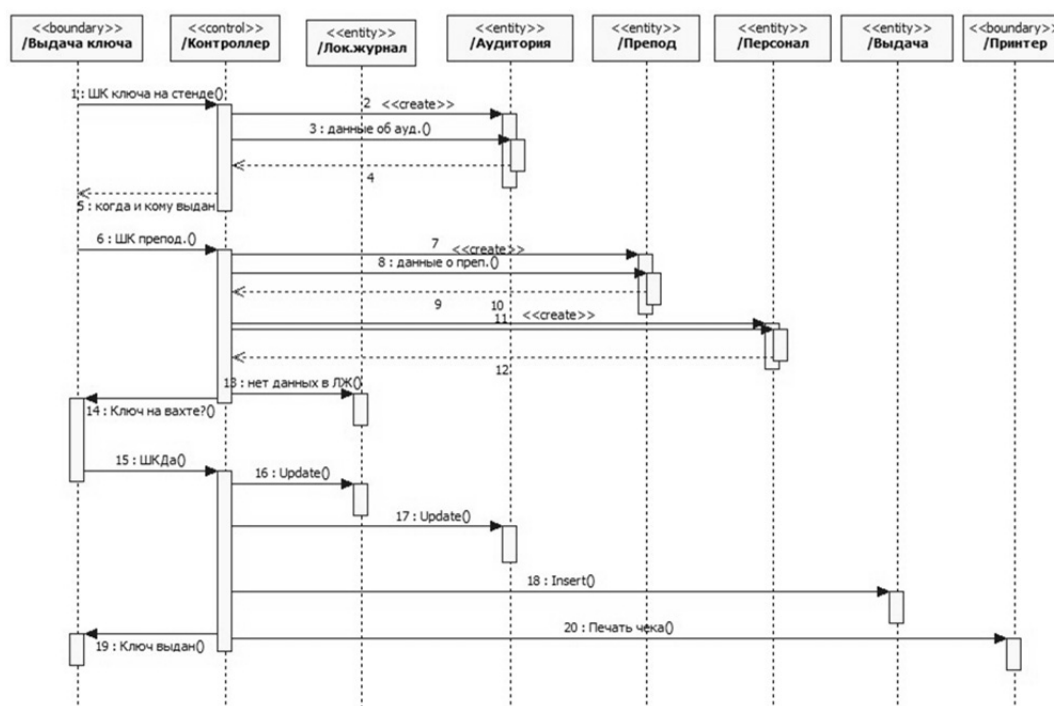 <<boundary>>
/Выдача ключа
<<control>>
/Контроллер
<<entity>>
/Лок.журнал
<<entity>>
/Аудитория
<<entity>>
/Препод
<<entity>>
/Персонал
<<entity>>
/Выдача
<<boundary>>
/Принтер
1 : ШК ключа на стенде()
2 <<create>>
3 : данные об ауд.()
4
5 : когда и кому выдан
6 : ШК препод.()
7 <<create>>
8 : данные о преп.()
9
10 <<create>>
11
12
13 : нет данных в ЛЖ()
14 : Ключ на вахте?()
15 : ШКДа()
16 : Update()
17 : Update()
18 : Insert()
19 : Ключ выдан()
20 : Печать чека()